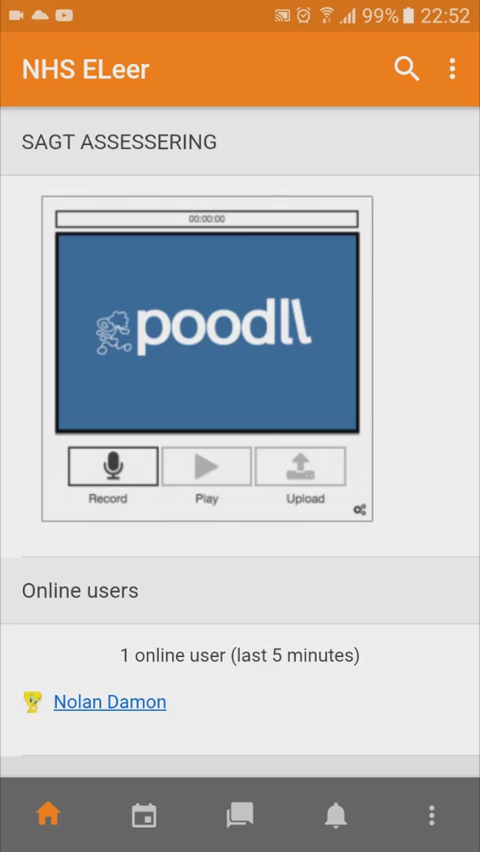 99% 22:52
NHS ELeer
SAGT ASSESSERING
00:00:00
poodll
Record Play Upload
Online users
1 online user (last 5 minutes)
Nolan Damon